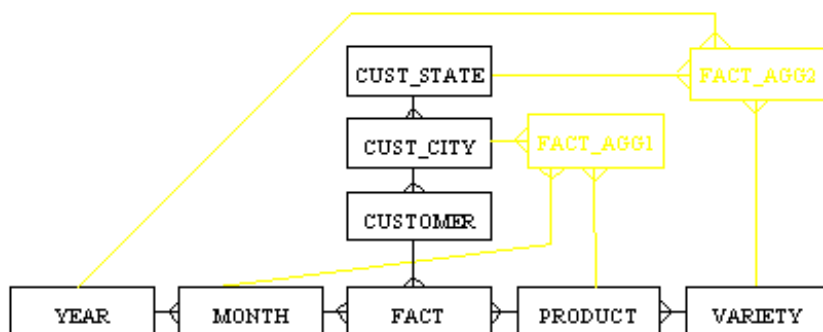 CUST_STATE
FACT_AGG2
CUST_CITY
FACT_AGG1
CUSTOMER
YEAR
MONTH
FACT
PRODUCT
VARIETY